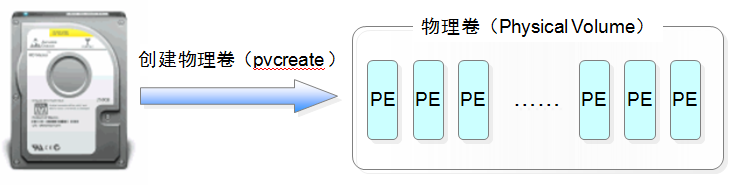 创建物理卷（pvcreate）
物理卷（Physical Volume）
PE PE PE …… PE PE PE